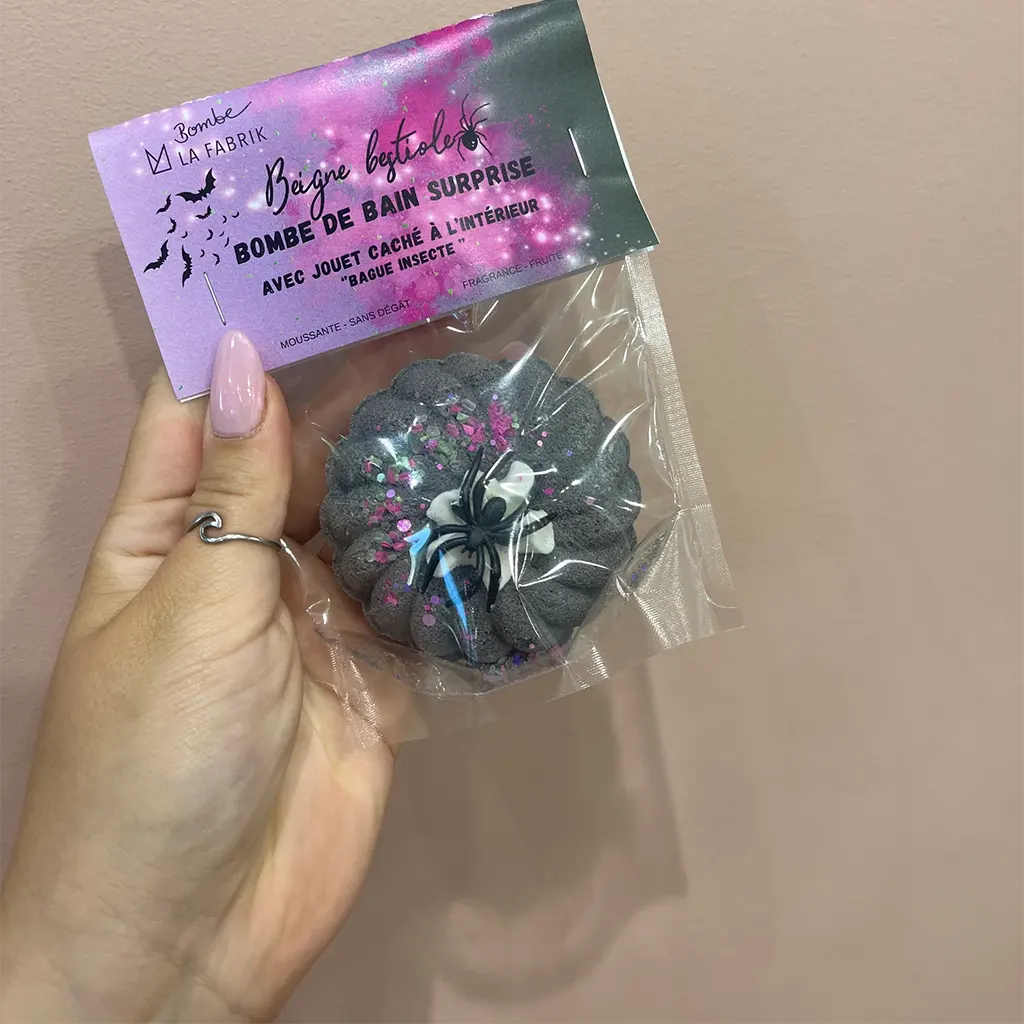 Bombe
LA FABRIK
Beigne bestiole
BOMBE DE BAIN SURPRISE
AVEC JOUET CACHÉ À L'INTÉRIEUR
"BAGUE INSECTE"
MOUSSANTE - SANS DÉGÂT
FRAGRANCE - FRUITÉ